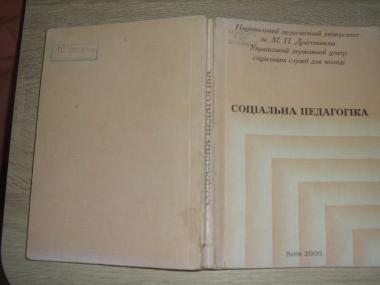 Національний педагогічний університет
ім. М. П. Драгоманова
Український державний центр
соціальних служб для молоді
СОЦІАЛЬНА ПЕДАГОГІКА
Київ 2000
СОЦІАЛЬНА ПЕДАГОГІКА